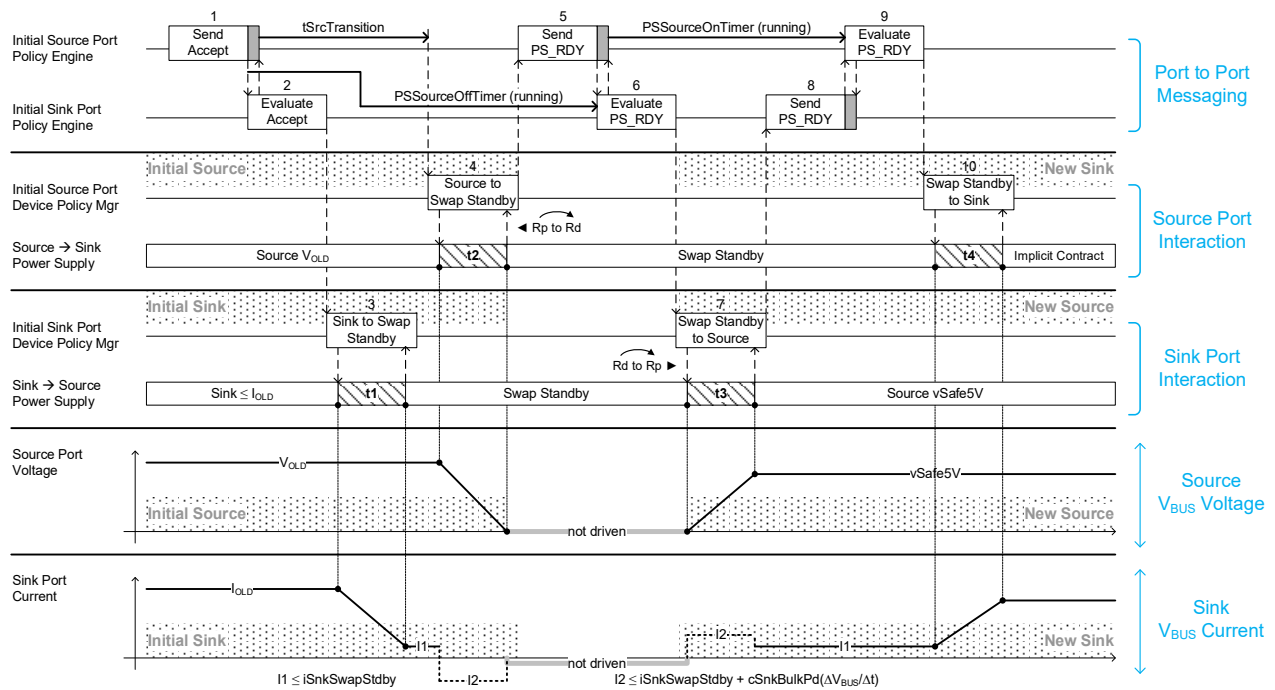 1
5
9
Send
Accept
tSrcTransition
Send
PS_RDY
PSSourceOnTimer (running)
Evaluate
PS_RDY
Initial Source Port
Policy Engine
2
PSSourceOffTimer (running)
6
8
Evaluate
Accept
Evaluate
PS_RDY
Send
PS_RDY
Initial Sink Port
Policy Engine
Port to Port
Messaging
Initial Source
4
10
New Sink
Initial Source Port
Device Policy Mgr
Source to
Swap Standby
Swap Standby
to Sink
Rp to Rd
Source → Sink
Power Supply
Source VOLD
t2
Swap Standby
t4
Implicit Contract
Source Port
Interaction
Initial Sink
3
7
New Source
Initial Sink Port
Device Policy Mgr
Sink to Swap
Standby
Swap Standby
to Source
Rd to Rp
Sink → Source
Power Supply
Sink ≤ IOLD
t1
Swap Standby
t3
Source vSafe5V
Sink Port
Interaction
Source Port
Voltage
VOLD
vSafe5V
Initial Source
not driven
New Source
Source
VBUS Voltage
Sink Port
Current
IOLD
Initial Sink
I1
I2
not driven
I2
I1
New Sink
I1 ≤ iSnkSwapStdby
I2 ≤ iSnkSwapStdby + cSnkBulkPd(ΔVBUS/Δt)
Sink
VBUS Current